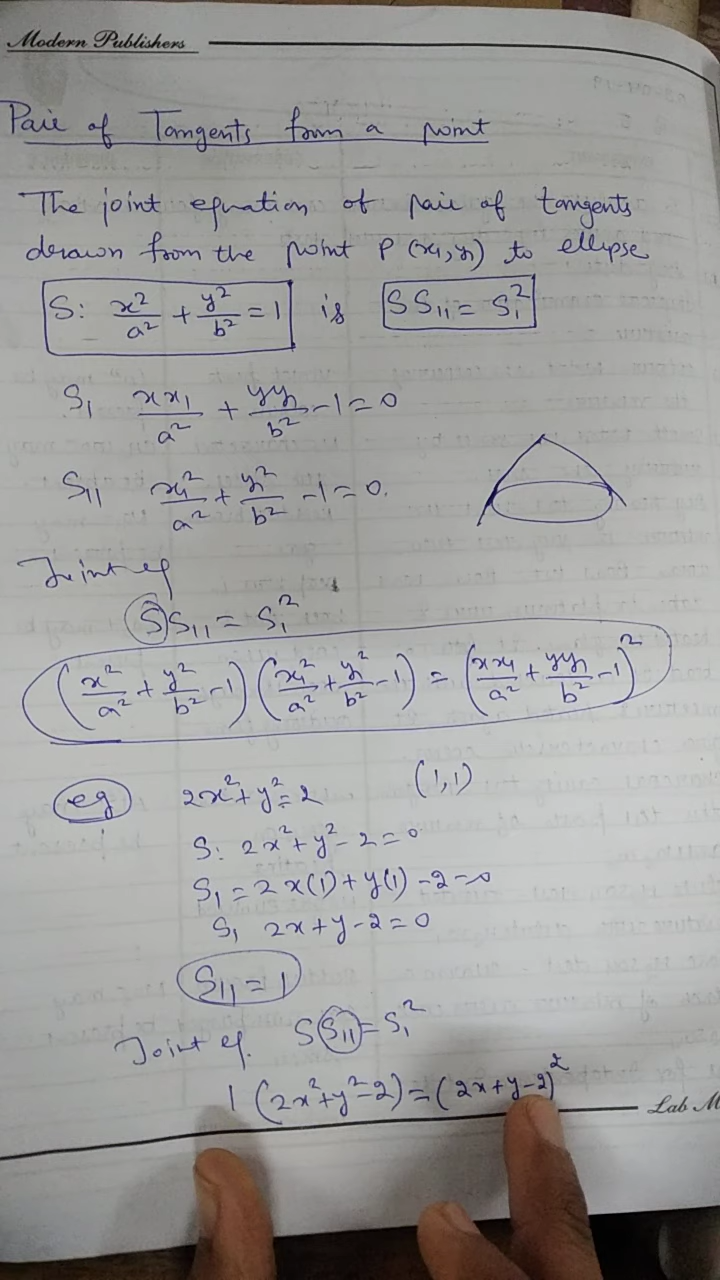 Modern Publishers
Pair of Tangents from a point
The joint equation of pair of tangents
drawn from the point P (x₁, y₁) to ellipse
S: x²/a² + y²/b² = 1 is SS₁₁ = S₁²
S₁ xx₁/a² + yy₁/b² - 1 = 0
S₁₁ x₁²/a² + y₁²/b² - 1 = 0.
Joint eq
SS₁₁ = S₁²
(x²/a² + y²/b² - 1) (x₁²/a² + y₁²/b² - 1) = (xx₁/a² + yy₁/b² - 1)²
eg 2x² + y² = 2 (1,1)
S: 2x² + y² - 2 = 0
S₁ = 2x(1) + y(1) - 2 = 0
S₁ 2x + y - 2 = 0
S₁₁ = 1
Joint eq. SS₁₁ = S₁²
1 (2x² + y² - 2) = (2x + y - 2)²
Lab M